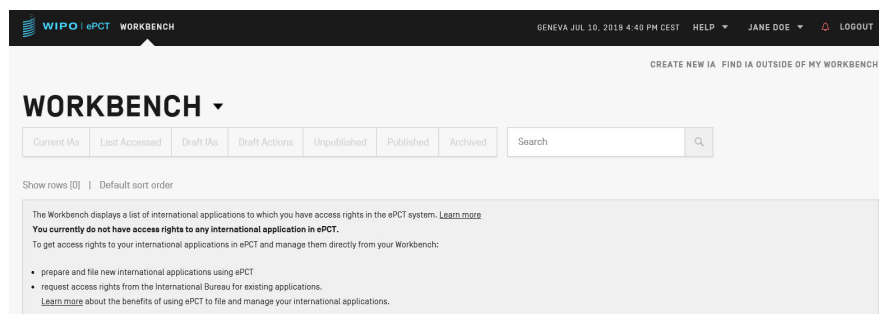 WIPO | ePCT WORKBENCH GENEVA JUL 10, 2019 4:40 PM CEST HELP JANE DOE LOGOUT
CREATE NEW IA FIND IA OUTSIDE OF MY WORKBENCH
WORKBENCH
Current IAs Last Accessed Draft IAs Draft Actions Unpublished Published Archived Search
Show rows [0] | Default sort order
The Workbench displays a list of international applications to which you have access rights in the ePCT system. Learn more
You currently do not have access rights to any international application in ePCT.
To get access rights to your international applications in ePCT and manage them directly from your Workbench:
• prepare and file new international applications using ePCT
• request access rights from the International Bureau for existing applications.
Learn more about the benefits of using ePCT to file and manage your international applications.